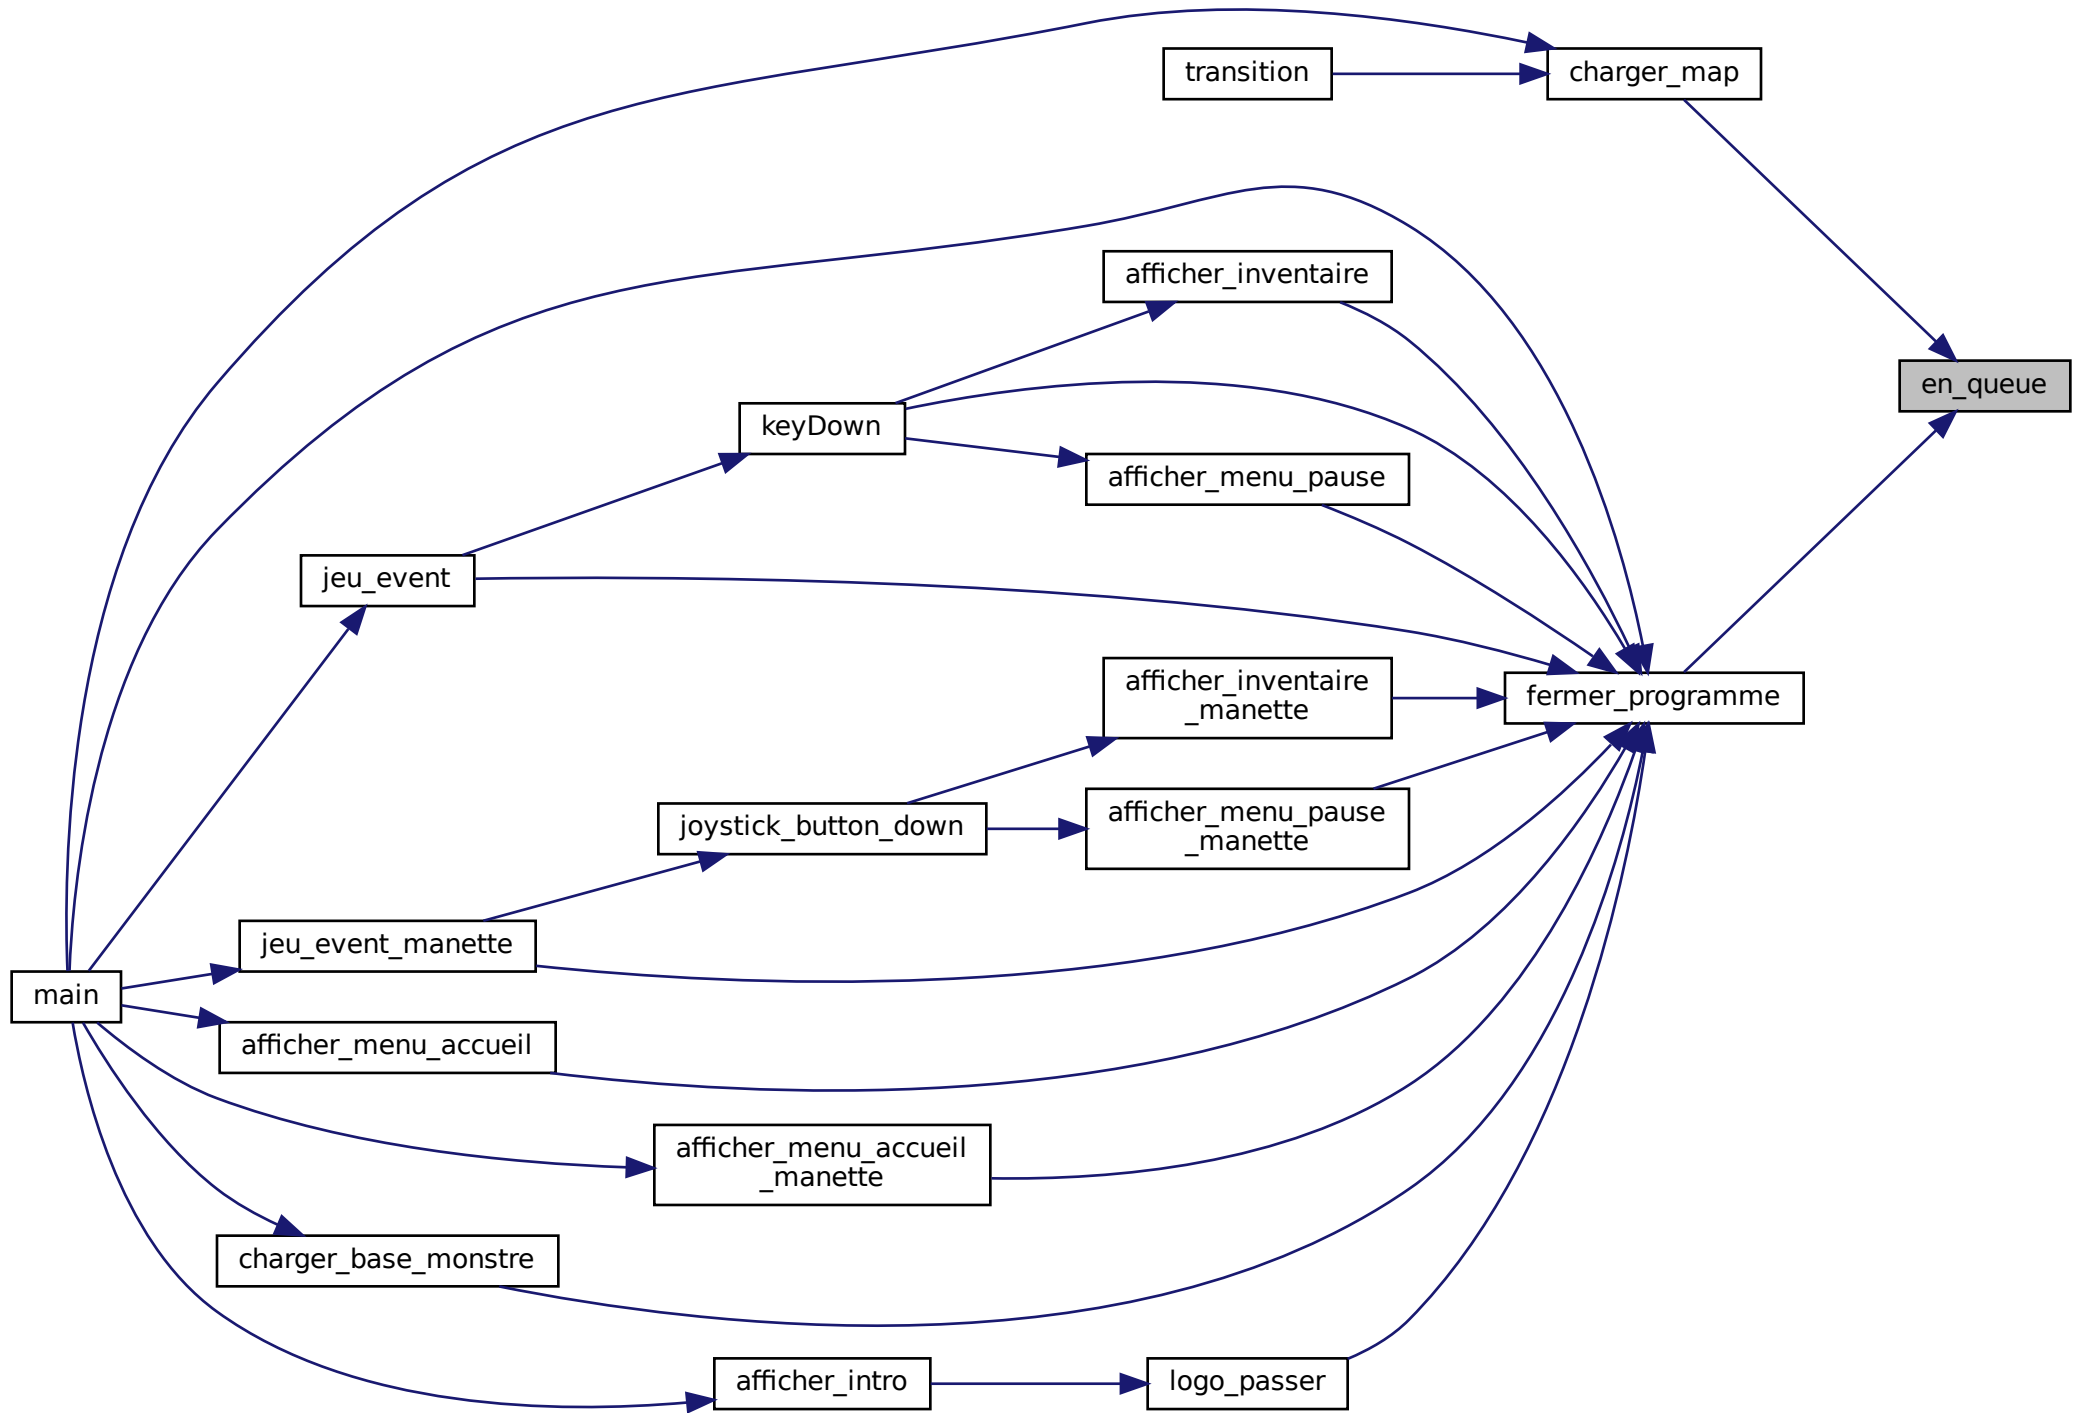 transition
charger_map
afficher_inventaire
en_queue
keyDown
afficher_menu_pause
jeu_event
afficher_inventaire
_manette
fermer_programme
joystick_button_down
afficher_menu_pause
_manette
jeu_event_manette
main
afficher_menu_accueil
afficher_menu_accueil
_manette
charger_base_monstre
afficher_intro
logo_passer